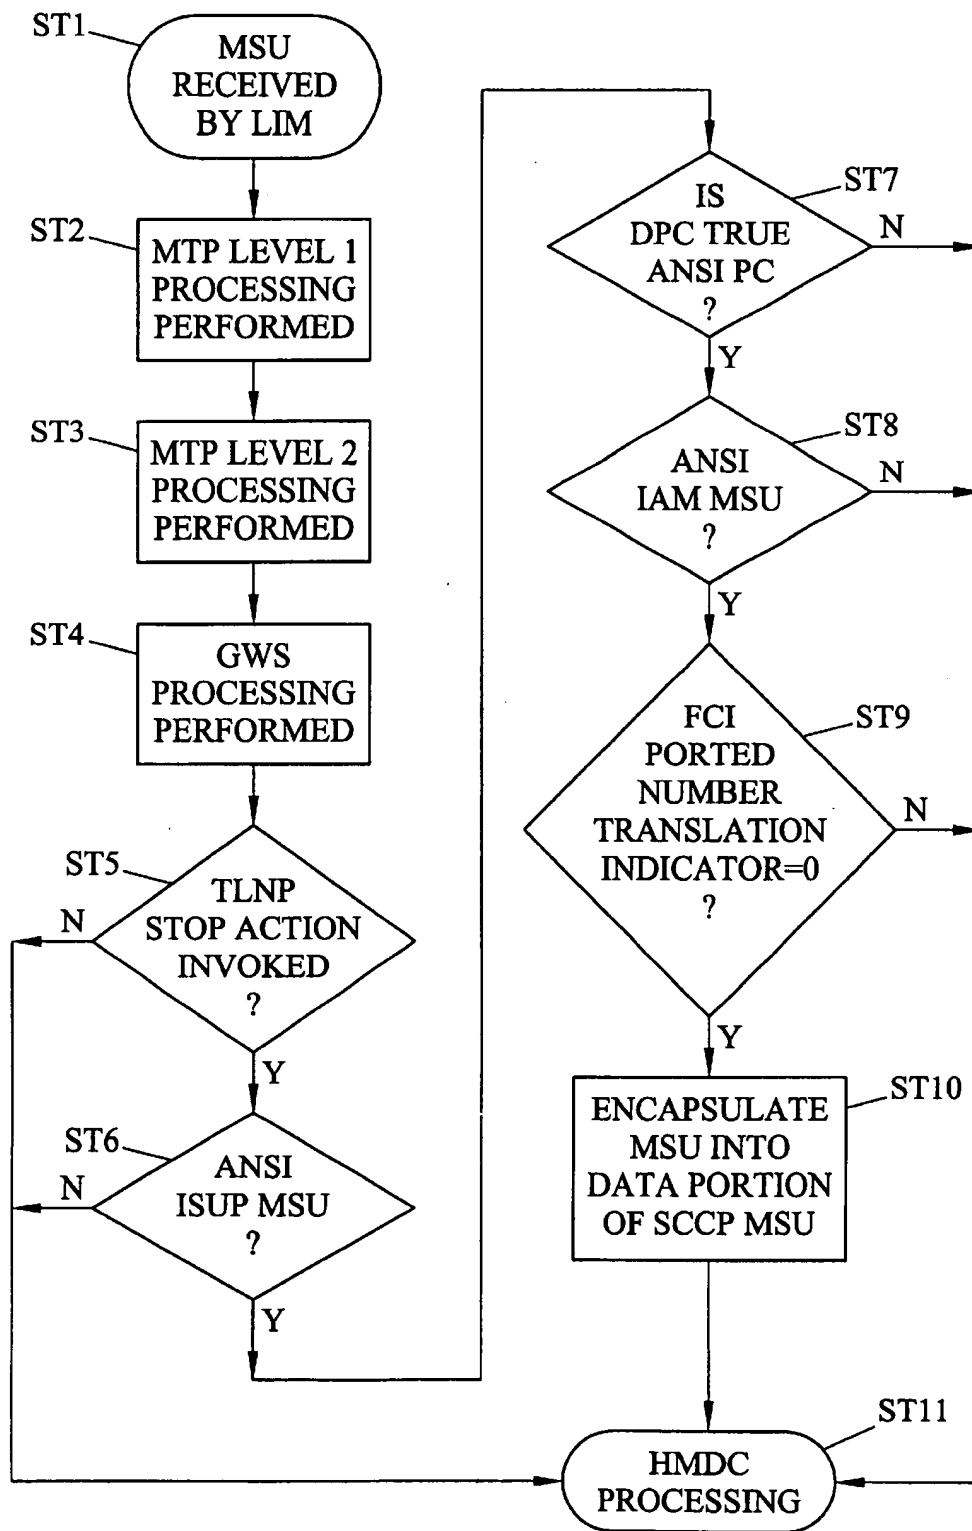 ST1
MSU
RECEIVED
BY LIM
ST2
MTP LEVEL 1
PROCESSING
PERFORMED
ST3
MTP LEVEL 2
PROCESSING
PERFORMED
ST4
GWS
PROCESSING
PERFORMED
ST5
TLNP
STOP ACTION
INVOKED
?
N
Y
ST6
ANSI
ISUP MSU
?
N
Y
ST7
IS
DPC TRUE
ANSI PC
?
N
Y
ST8
ANSI
IAM MSU
?
N
Y
ST9
FCI
PORTED
NUMBER
TRANSLATION
INDICATOR=0
?
N
Y
ST10
ENCAPSULATE
MSU INTO
DATA PORTION
OF SCCP MSU
ST11
HMDC
PROCESSING